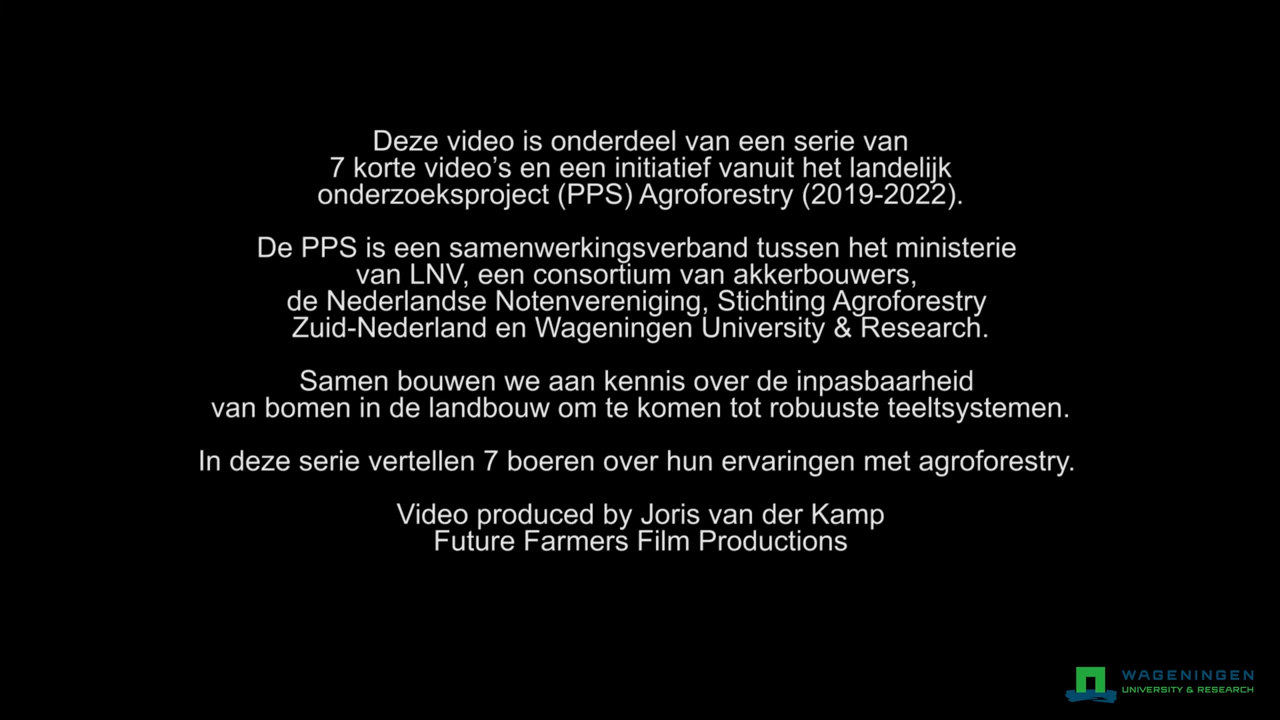 Deze video is onderdeel van een serie van
7 korte video’s en een initiatief vanuit het landelijk
onderzoeksproject (PPS) Agroforestry (2019-2022).
De PPS is een samenwerkingsverband tussen het ministerie
van LNV, een consortium van akkerbouwers,
de Nederlandse Notenvereniging, Stichting Agroforestry
Zuid-Nederland en Wageningen University & Research.
Samen bouwen we aan kennis over de inpasbaarheid
van bomen in de landbouw om te komen tot robuuste teeltsystemen.
In deze serie vertellen 7 boeren over hun ervaringen met agroforestry.
Video produced by Joris van der Kamp
Future Farmers Film Productions
WAGENINGEN
UNIVERSITY & RESEARCH